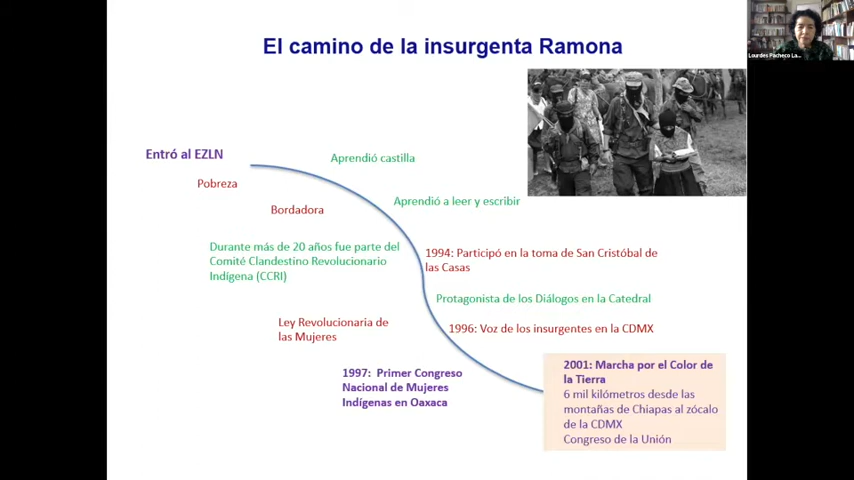 El camino de la insurgenta Ramona
Lourdes Pacheco La...
Entró al EZLN
Aprendió castilla
Pobreza
Bordadora
Aprendió a leer y escribir
Durante más de 20 años fue parte del
Comité Clandestino Revolucionario
Indígena (CCRI)
1994: Participó en la toma de San Cristóbal de
las Casas
Protagonista de los Diálogos en la Catedral
Ley Revolucionaria de
las Mujeres
1996: Voz de los insurgentes en la CDMX
1997:  Primer Congreso
Nacional de Mujeres
Indígenas en Oaxaca
2001: Marcha por el Color de
la Tierra
6 mil kilómetros desde las
montañas de Chiapas al zócalo
de la CDMX
Congreso de la Unión